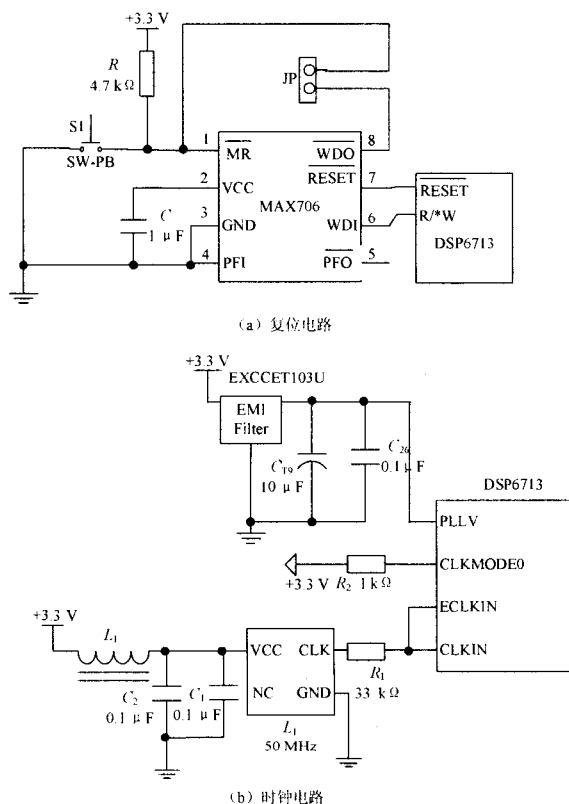 +3.3 V
R
4.7 kΩ
JP
S1
SW-PB
1
MR
WDO
8
RESET
2
VCC
7
RESET
MAX706
R/*W
C
3
GND
WDI
6
DSP6713
1 μF
4
PFI
PFO
5
(a) 复位电路
+3.3 V
EXCCET103U
EMI
Filter
C26
CT9
0.1 μF
10 μF
DSP6713
PLLV
CLKMODE0
+3.3 V
R2
1 kΩ
ECLKIN
+3.3 V
L1
VCC
CLK
CLKIN
R1
C2
C1
NC
GND
33 kΩ
0.1 μF
0.1 μF
L1
50 MHz
(b) 时钟电路